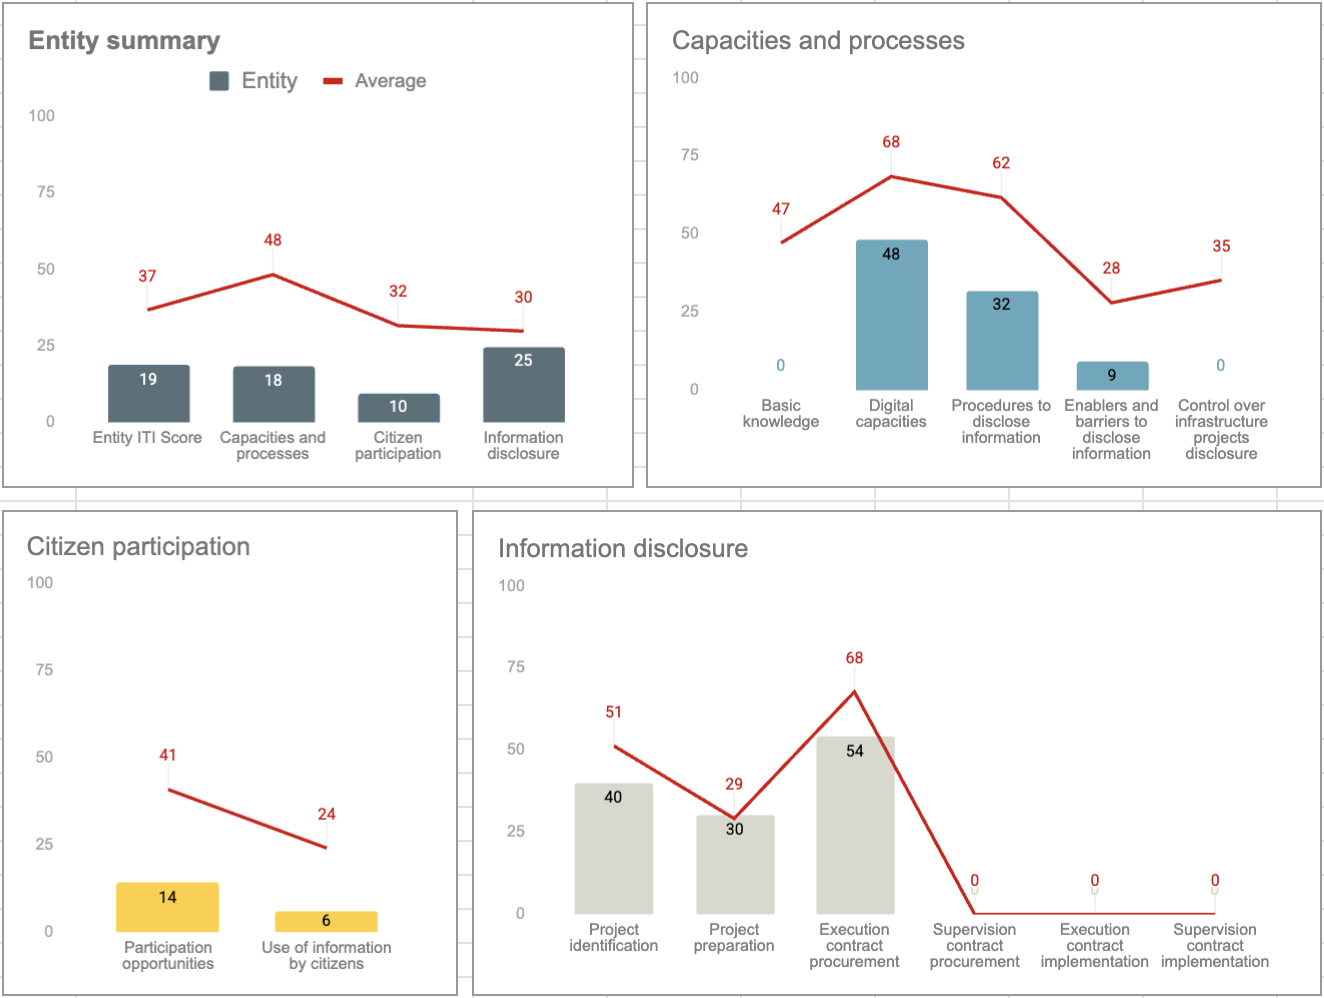 Entity summary
Entity
Average
100
75
50
25
0
37
48
32
30
19
18
10
25
Entity ITI Score
Capacities and
processes
Citizen
participation
Information
disclosure
Capacities and processes
100
75
50
25
0
47
68
62
28
35
0
48
32
9
0
Basic
knowledge
Digital
capacities
Procedures to
disclose
information
Enablers and
barriers to
disclose
information
Control over
infrastructure
projects
disclosure
Citizen participation
100
75
50
25
0
41
24
14
6
Participation
opportunities
Use of information
by citizens
Information disclosure
100
75
50
25
0
51
29
68
0
0
0
40
30
54
0
0
0
Project
identification
Project
preparation
Execution
contract
procurement
Supervision
contract
procurement
Execution
contract
implementation
Supervision
contract
implementation